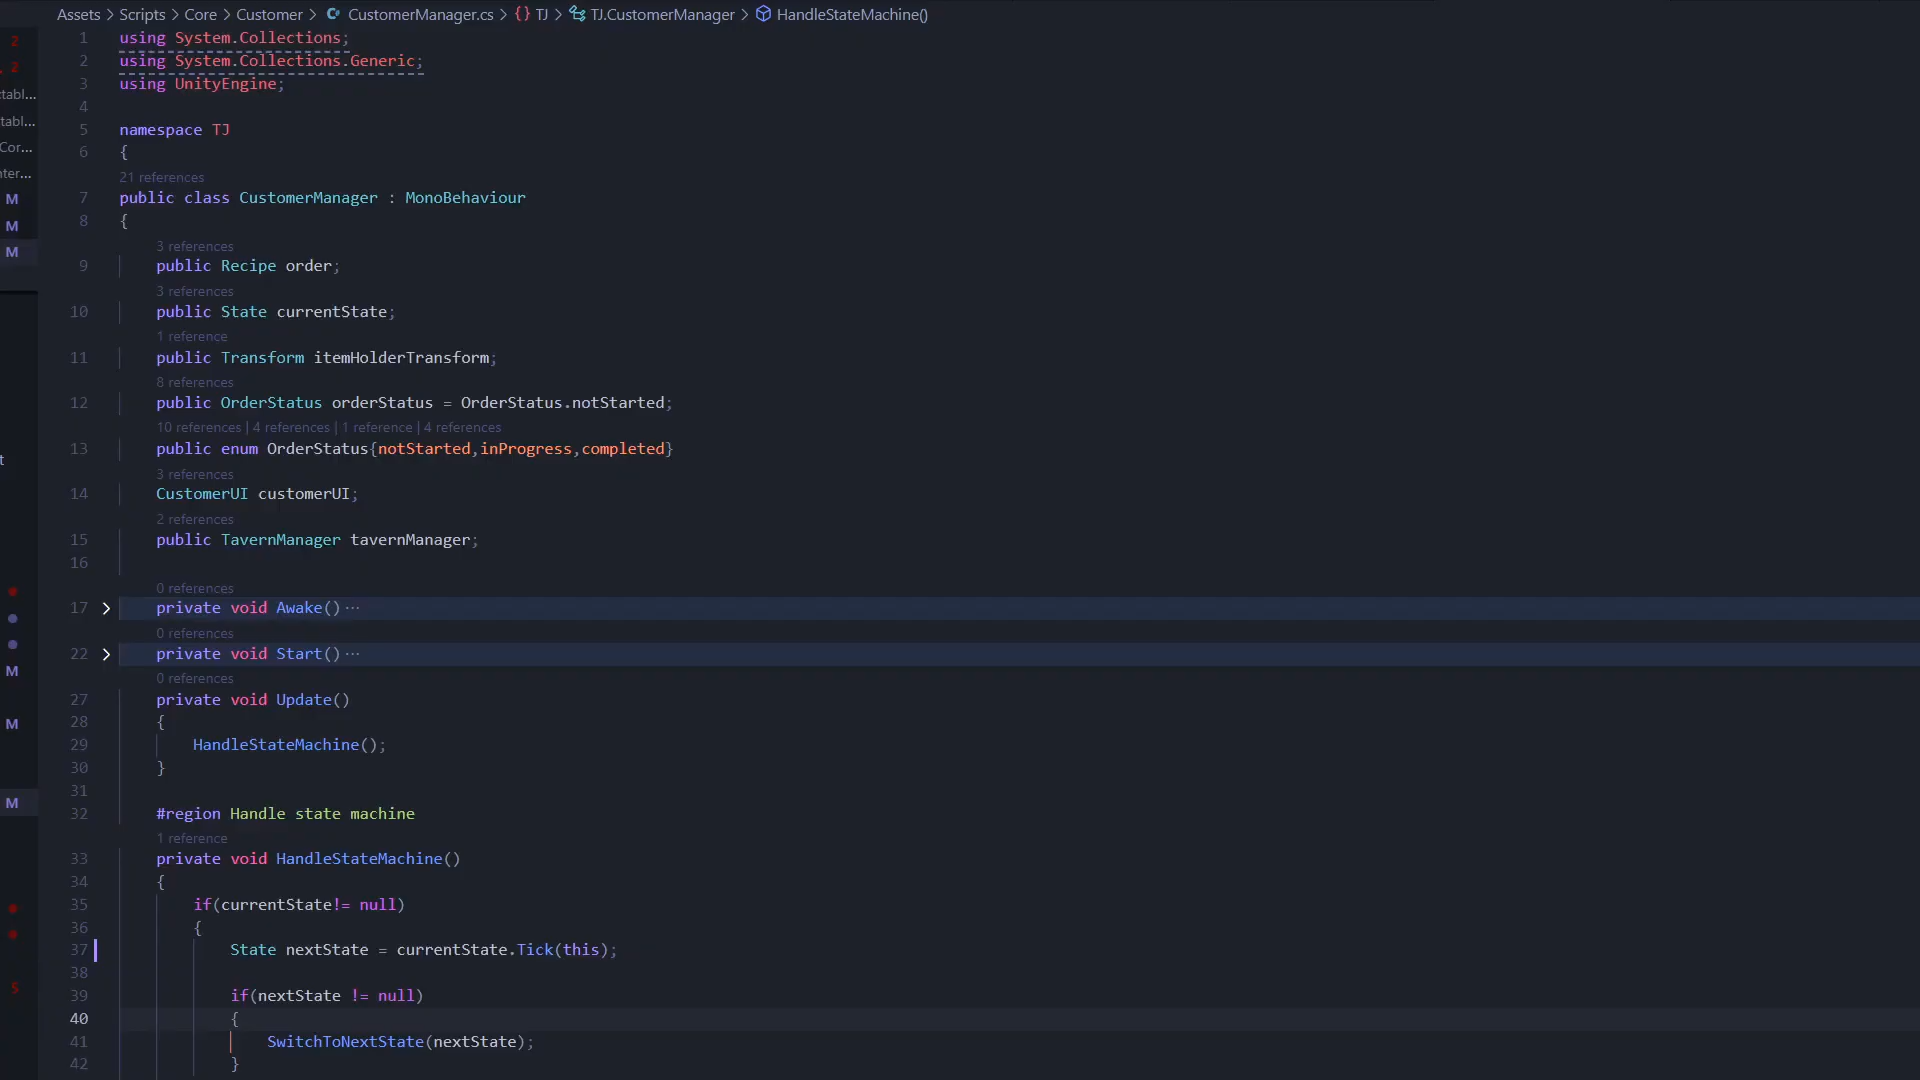 Assets > Scripts > Core > Customer > CustomerManager.cs > {} TJ > TJ.CustomerManager > HandleStateMachine()
1 using System.Collections;
2 using System.Collections.Generic;
3 using UnityEngine;
4
5 namespace TJ
6 {
21 references
7 public class CustomerManager : MonoBehaviour
8 {
3 references
9 public Recipe order;
3 references
10 public State currentState;
1 reference
11 public Transform itemHolderTransform;
8 references
12 public OrderStatus orderStatus = OrderStatus.notStarted;
10 references | 4 references | 1 reference | 4 references
13 public enum OrderStatus{notStarted,inProgress,completed}
3 references
14 CustomerUI customerUI;
2 references
15 public TavernManager tavernManager;
16
0 references
17 private void Awake()···
0 references
22 private void Start()···
0 references
27 private void Update()
28 {
29 HandleStateMachine();
30 }
31
32 #region Handle state machine
1 reference
33 private void HandleStateMachine()
34 {
35 if(currentState!= null)
36 {
37 State nextState = currentState.Tick(this);
38
39 if(nextState != null)
40 {
41 SwitchToNextState(nextState);
42 }
2
2
tabl...
tabl...
Cor...
nter...
M
M
M
t
M
M
M
5